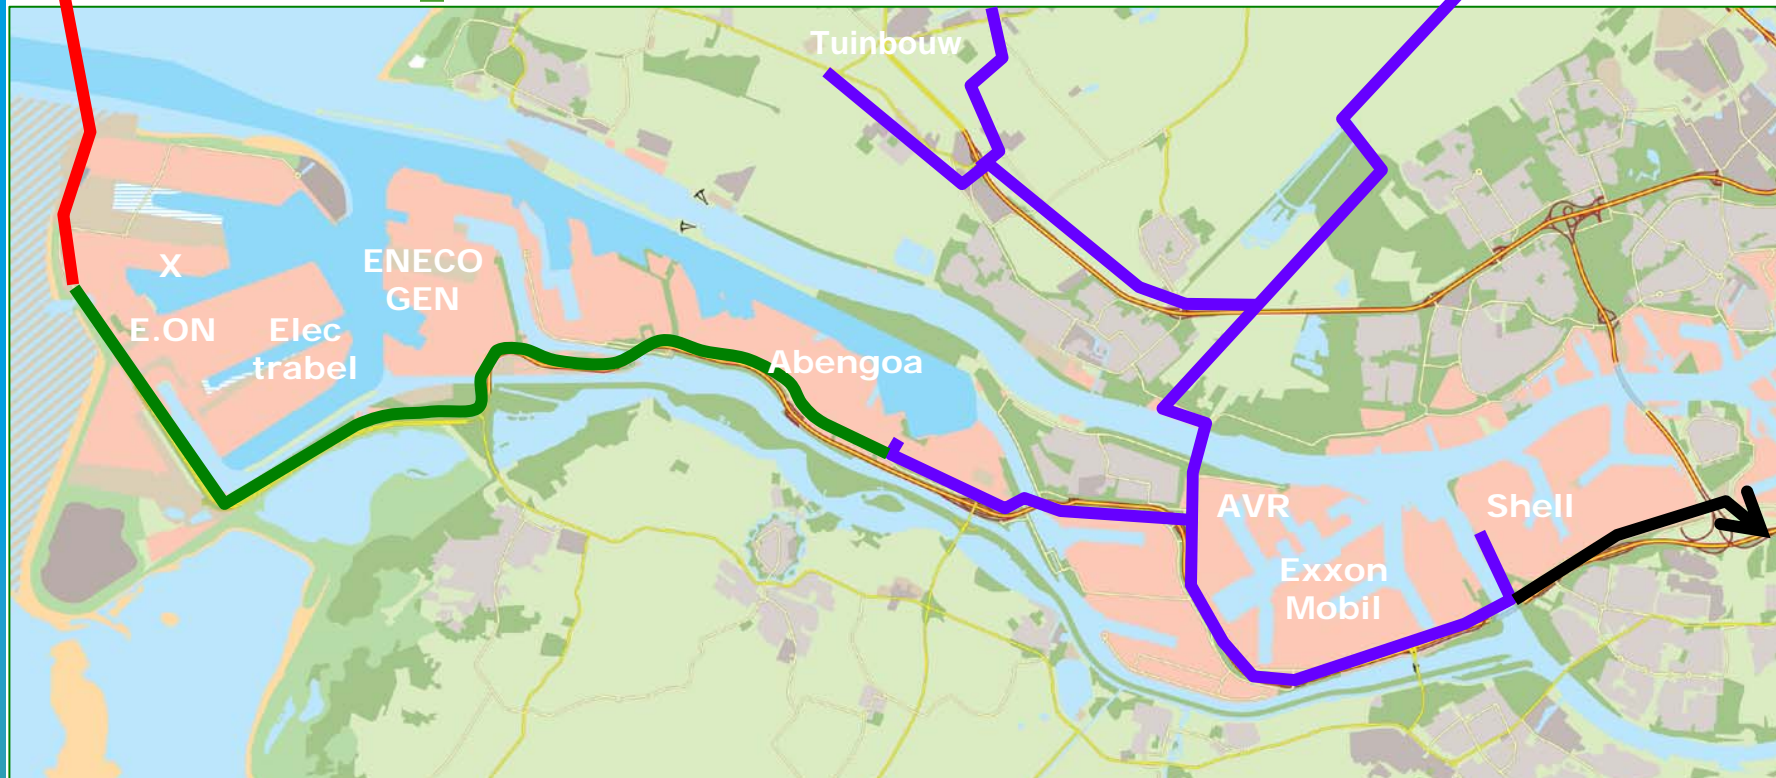 Tuinbouw
X
ENECO
GEN
E.ON
Elec
trabel
Abengoa
AVR
Shell
Exxon
Mobil